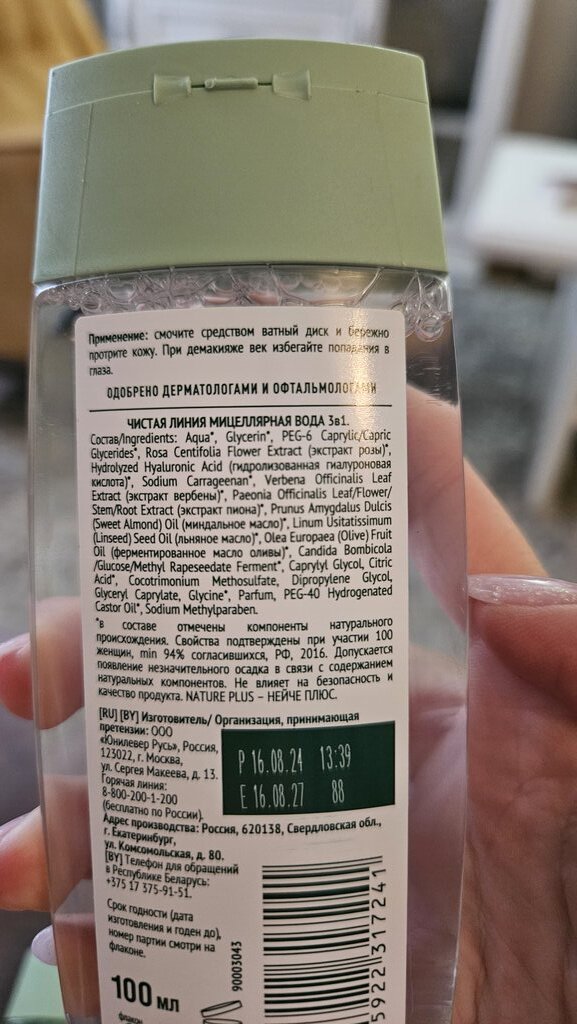 Применение: смочите средством ватный диск и бережно
протрите кожу. При демакияже век избегайте попадания в
глаза.
ОДОБРЕНО ДЕРМАТОЛОГАМИ И ОФТАЛЬМОЛОГАМИ
ЧИСТАЯ ЛИНИЯ МИЦЕЛЛЯРНАЯ ВОДА 3в1.
Состав/Ingredients: Aqua*, Glycerin*, PEG-6 Caprylic/Capric
Glycerides*, Rosa Centifolia Flower Extract (экстракт розы)*,
Hydrolyzed Hyaluronic Acid (гидролизованная гиалуроновая
кислота)*, Sodium Carrageenan*, Verbena Officinalis Leaf
Extract (экстракт вербены)*, Paeonia Officinalis Leaf/Flower/
Stem/Root Extract (экстракт пиона)*, Prunus Amygdalus Dulcis
(Sweet Almond) Oil (миндальное масло)*, Linum Usitatissimum
(Linseed) Seed Oil (льняное масло)*, Olea Europaea (Olive) Fruit
Oil (ферментированное масло оливы)*, Candida Bombicola
/Glucose/Methyl Rapeseedate Ferment*, Caprylyl Glycol, Citric
Acid*, Cocotrimonium Methosulfate, Dipropylene Glycol,
Glyceryl Caprylate, Glycine*, Parfum, PEG-40 Hydrogenated
Castor Oil*, Sodium Methylparaben.
*в составе отмечены компоненты натурального
происхождения. Свойства подтверждены при участии 100
женщин, min 94% согласившихся, РФ, 2016. Допускается
появление незначительного осадка в связи с содержанием
натуральных компонентов. Не влияет на безопасность и
качество продукта. NATURE PLUS – НЕЙЧЕ ПЛЮС.
[RU] [BY] Изготовитель/ Организация, принимающая
претензии: ООО
«Юнилевер Русь», Россия,
123022, г. Москва,
ул. Сергея Макеева, д. 13.
Горячая линия:
8-800-200-1-200
(бесплатно по России).
P 16.08.24 13:39
E 16.08.27 88
Адрес производства: Россия, 620138, Свердловская обл.,
г. Екатеринбург,
ул. Комсомольская, д. 80.
[BY] Телефон для обращений
в Республике Беларусь:
+375 17 375-91-51.
Срок годности (дата
изготовления и годен до),
номер партии смотри на
флаконе.
100 мл
флакон
90003043
5922 317241